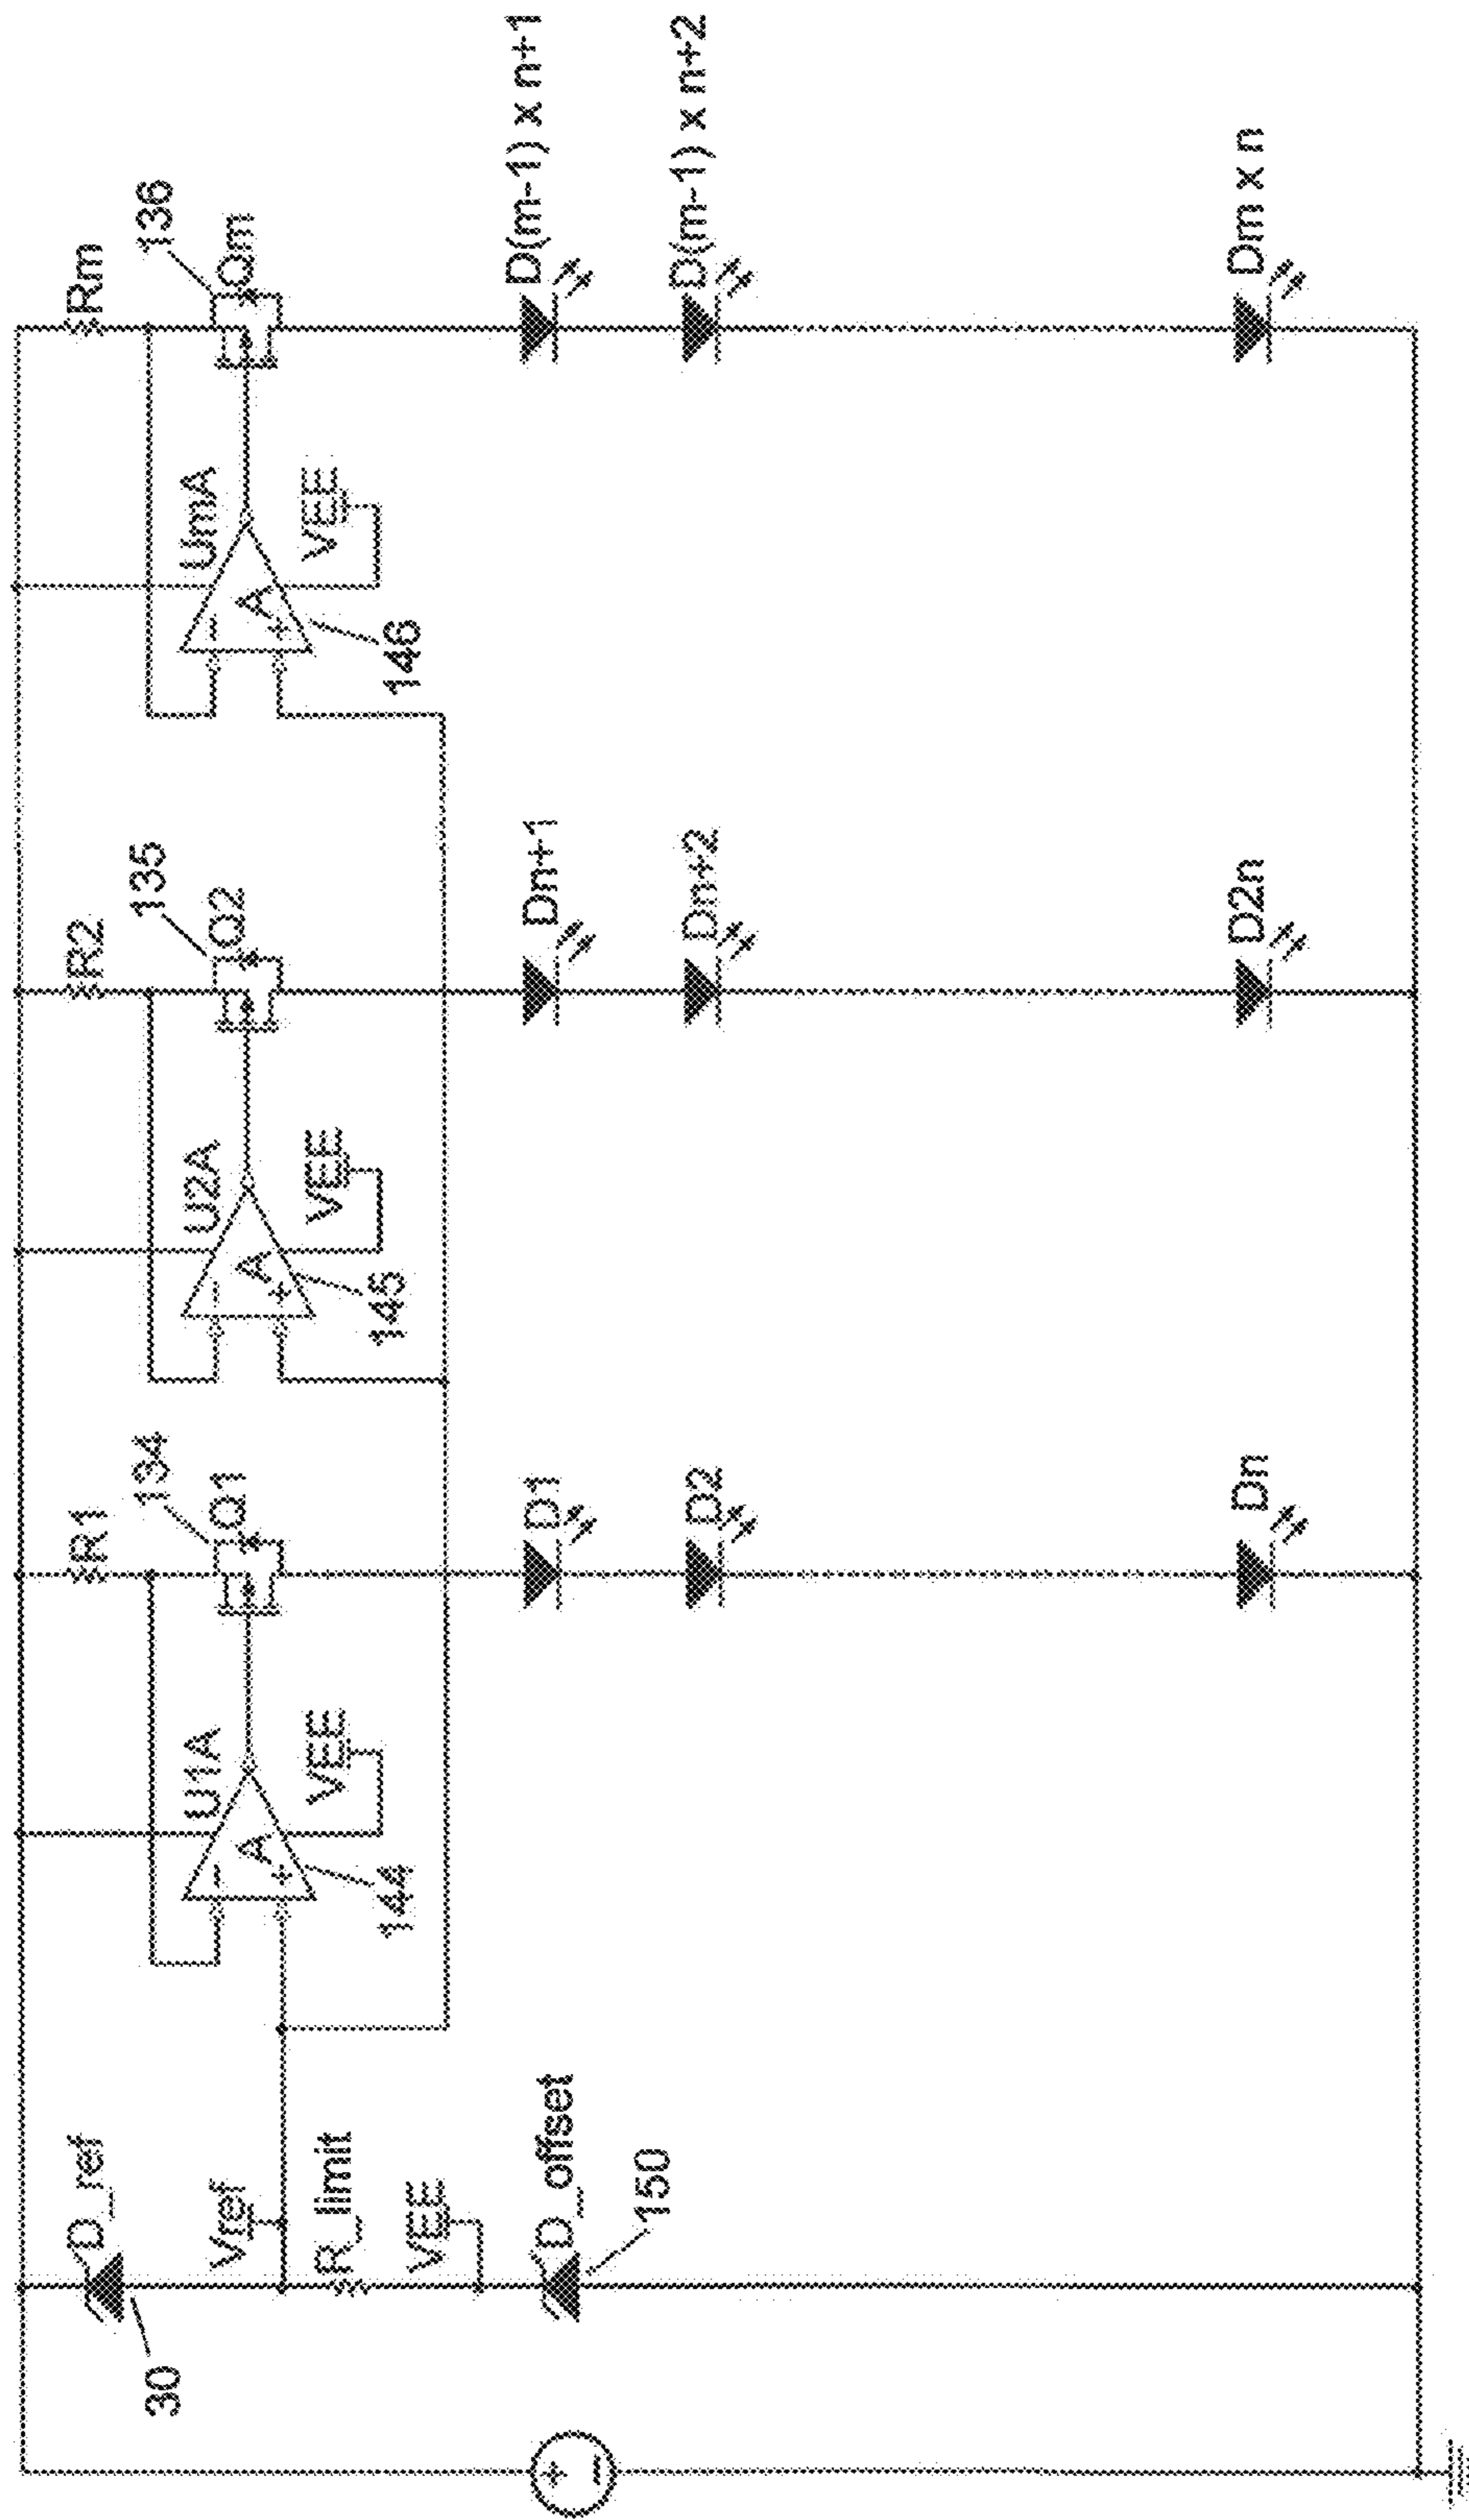 30
D_ref
Vref
R_limit
VEE
D_offset
150
+
-
R1
134
Q1
U1A
-
A
+
VEE
144
D1
D2
Dn
R2
135
Q2
U2A
-
A
+
VEE
145
Dn+1
Dn+2
D2n
Rm
136
Qm
UmA
-
A
+
VEE
146
D(m-1) x n+1
D(m-1) x n+2
Dm x n